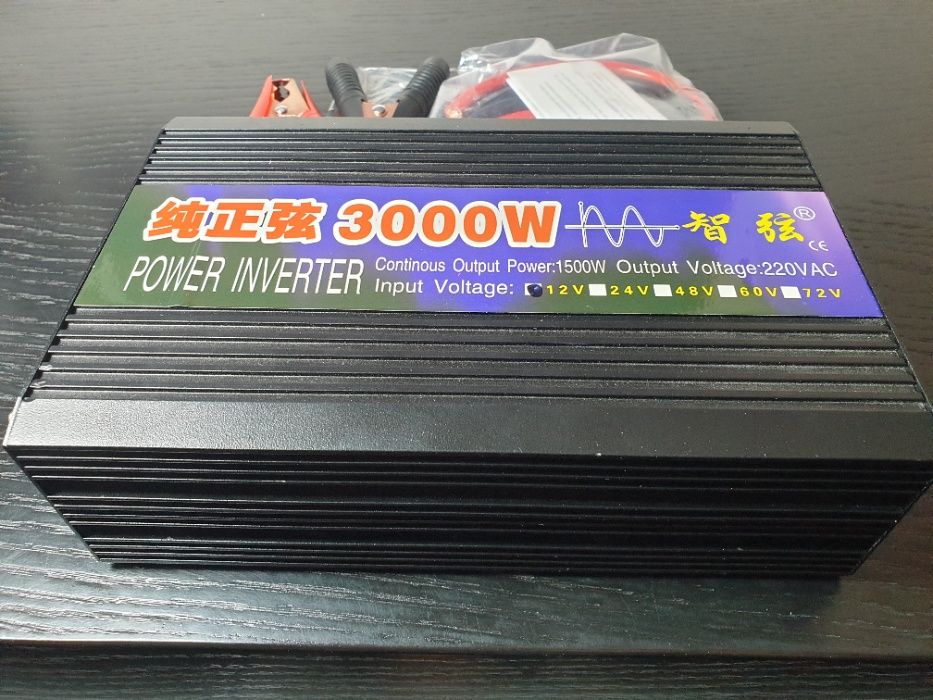 纯正弦 3000W 智弦®
CE
POWER INVERTER
Continous Output Power:1500W Output Voltage:220VAC
Input Voltage: 12V 24V 48V 60V 72V